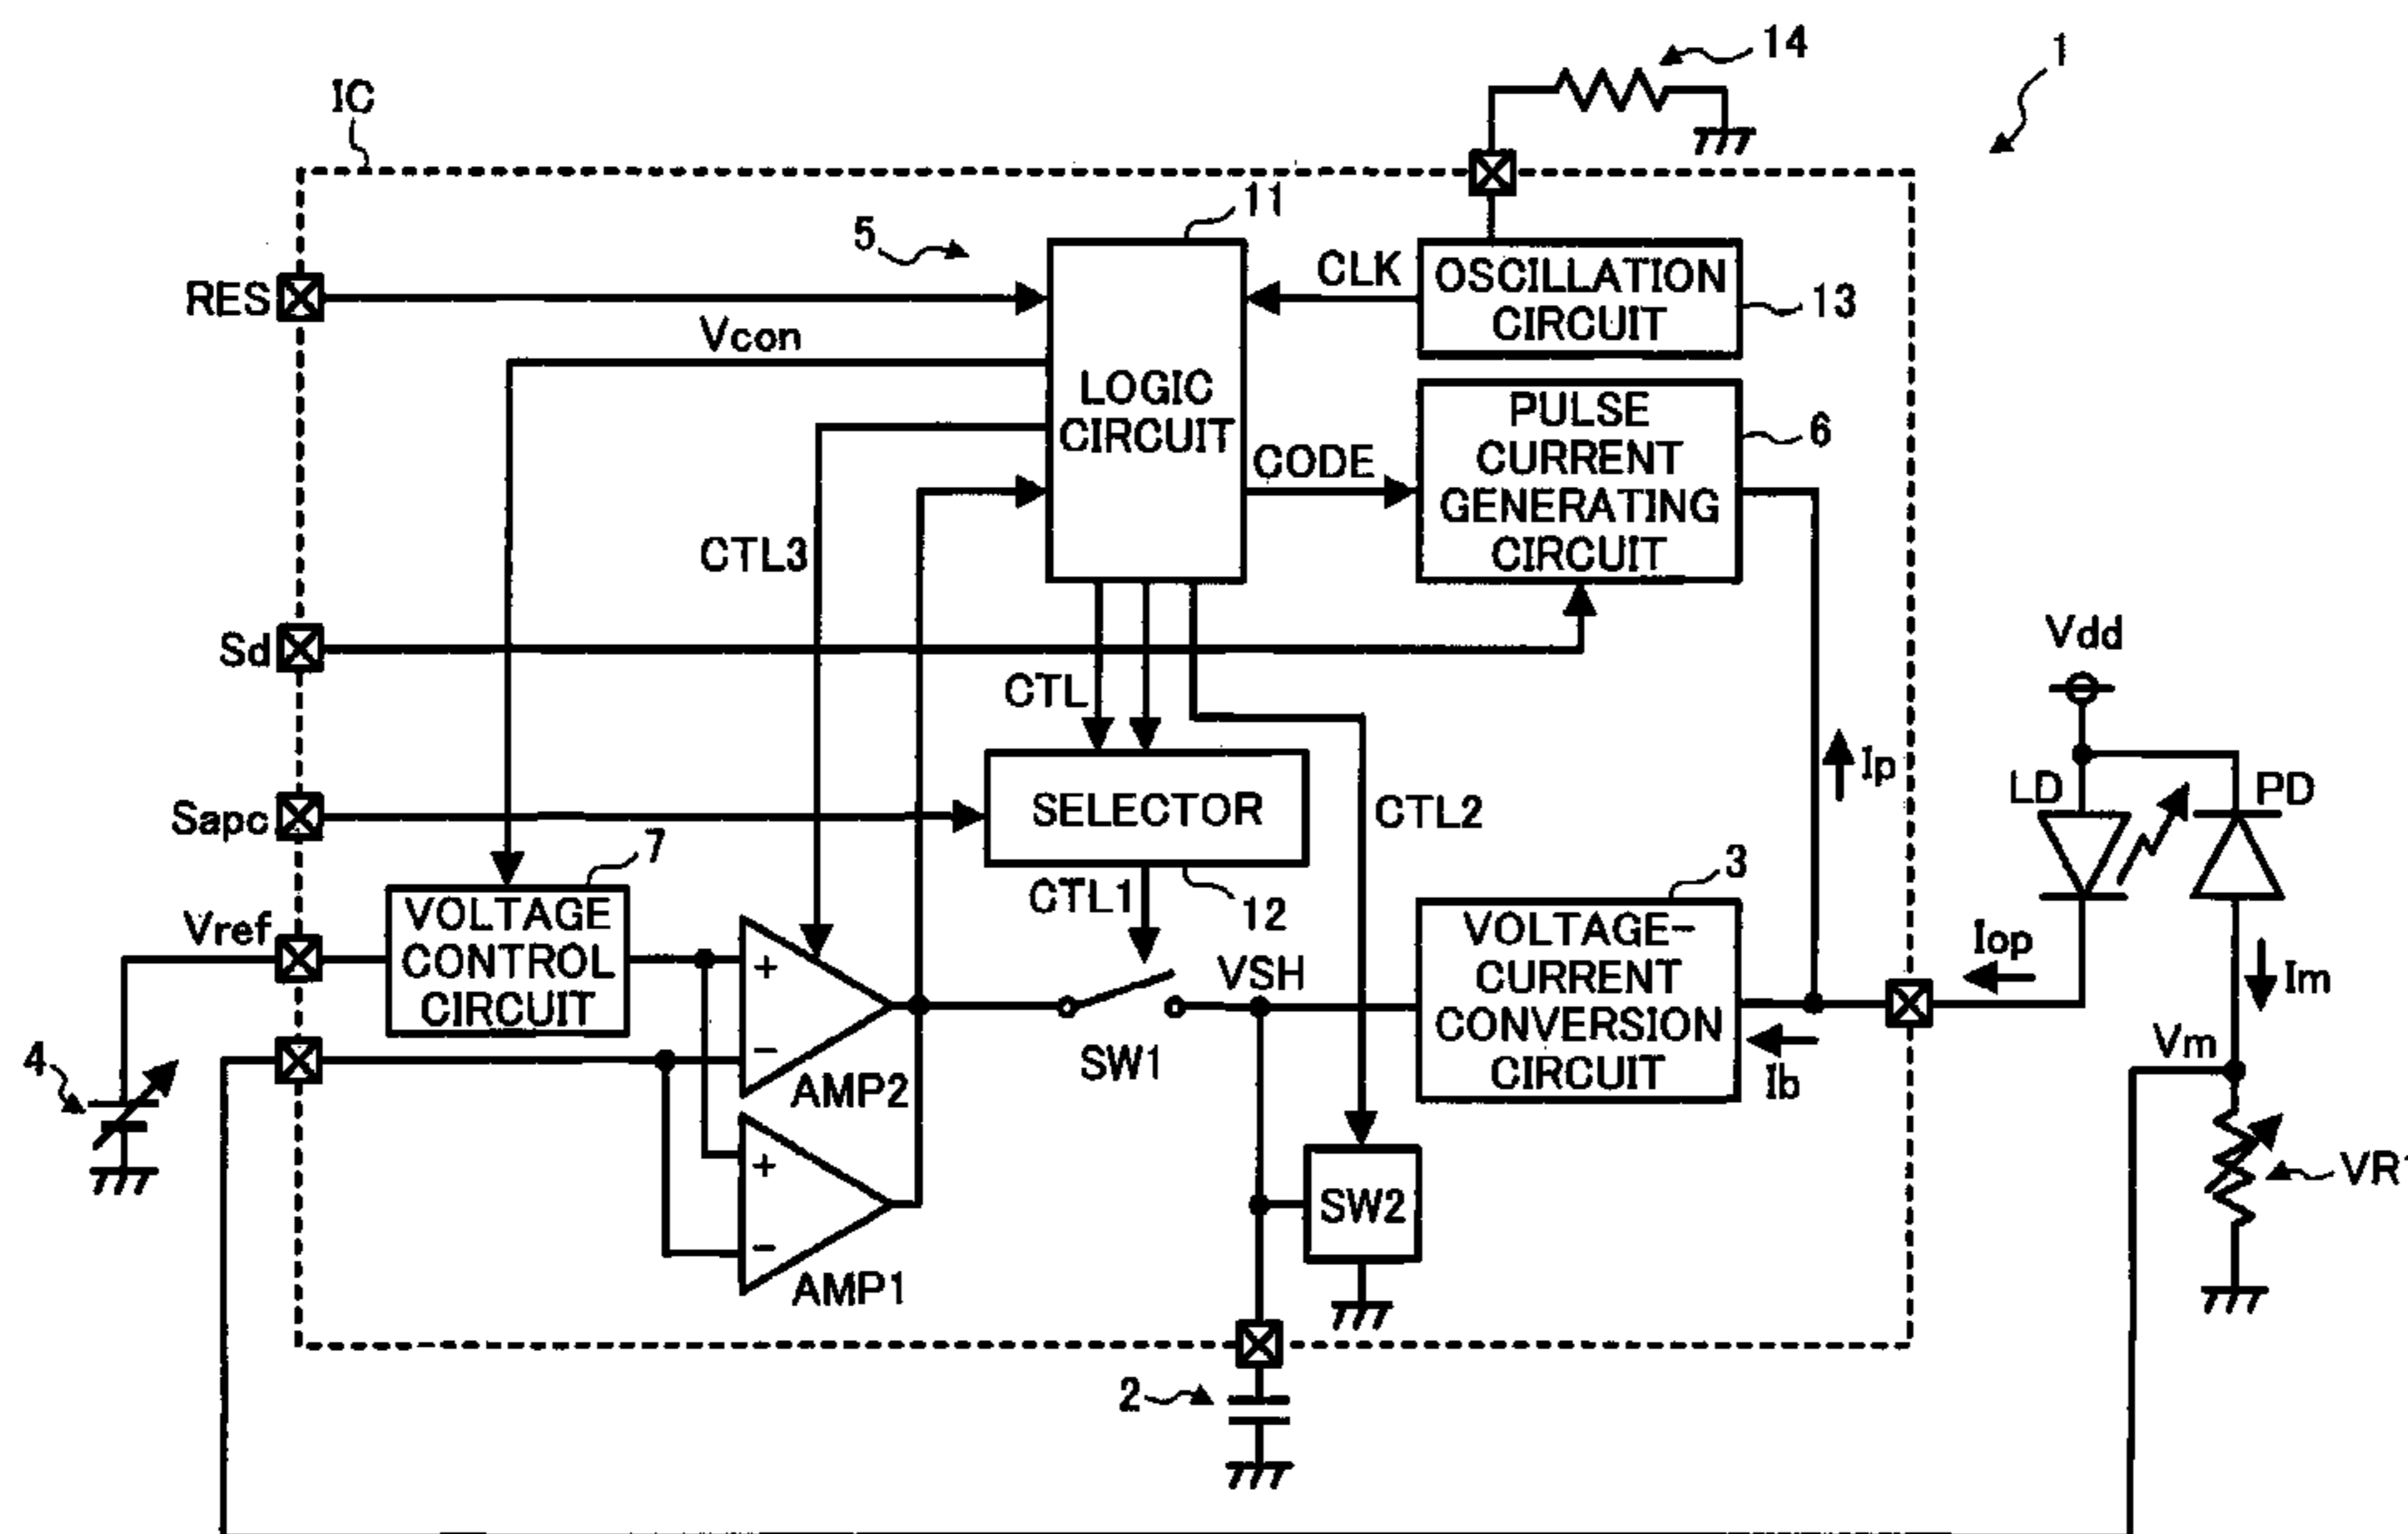 14
1
IC
11
5
RES
CLK
OSCILLATION
CIRCUIT
13
Vcon
LOGIC
CIRCUIT
PULSE
CURRENT
GENERATING
CIRCUIT
6
CODE
CTL3
Sd
Vdd
CTL
Ip
LD
PD
Sapc
SELECTOR
CTL2
7
3
CTL1
12
Vref
VOLTAGE
CONTROL
CIRCUIT
+
−
AMP2
VSH
VOLTAGE-
CURRENT
CONVERSION
CIRCUIT
Iop
Im
4
SW1
Ib
Vm
+
−
AMP1
SW2
VR1
2